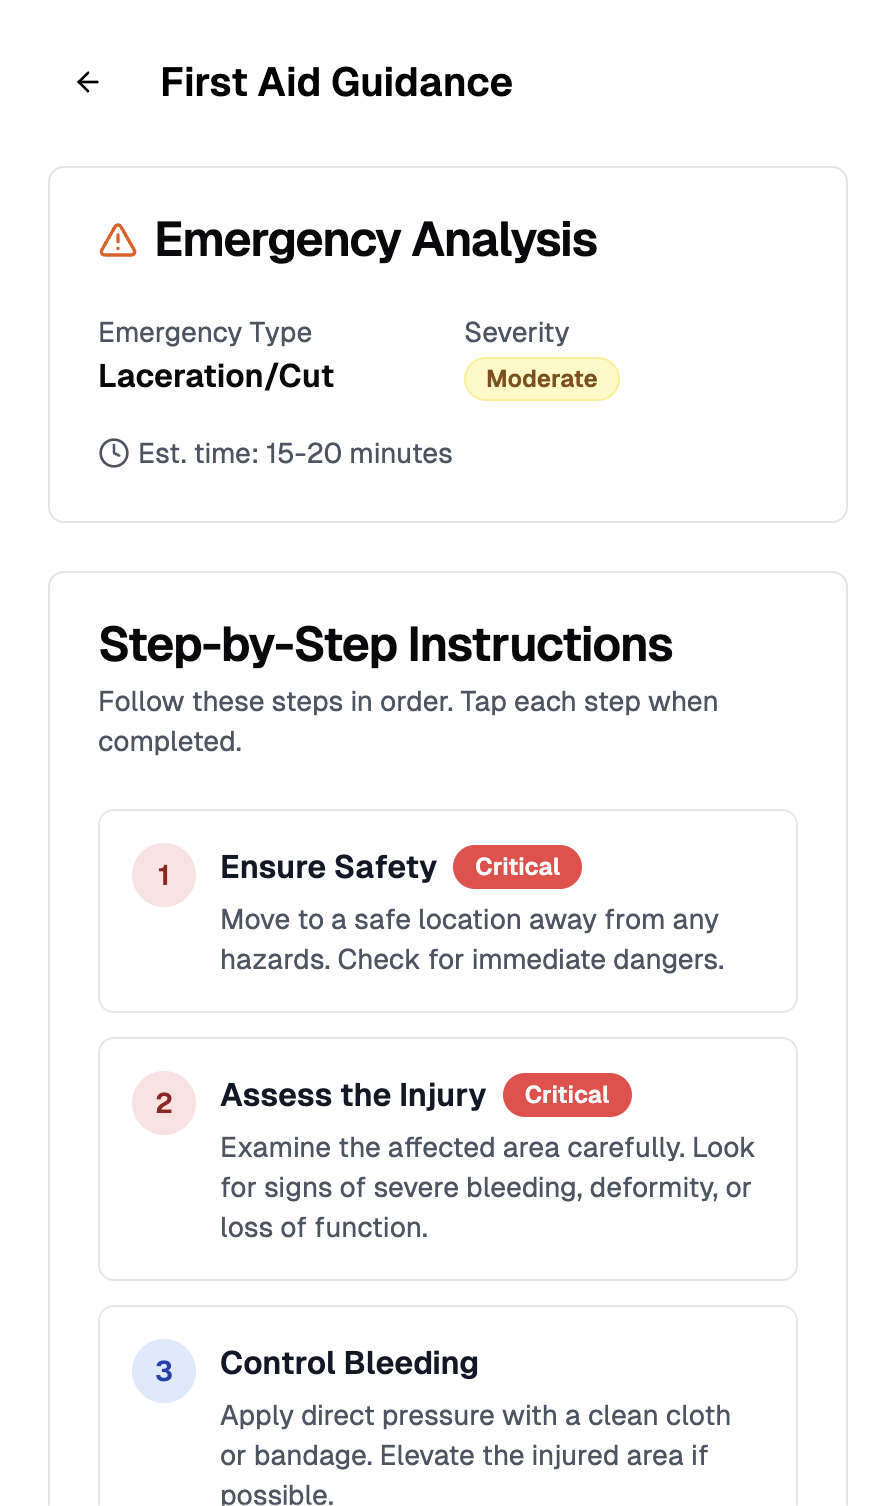 First Aid Guidance
Emergency Analysis
Emergency Type
Laceration/Cut
Severity
Moderate
Est. time: 15-20 minutes
Step-by-Step Instructions
Follow these steps in order. Tap each step when
completed.
1
Ensure Safety
Critical
Move to a safe location away from any
hazards. Check for immediate dangers.
2
Assess the Injury
Critical
Examine the affected area carefully. Look
for signs of severe bleeding, deformity, or
loss of function.
3
Control Bleeding
Apply direct pressure with a clean cloth
or bandage. Elevate the injured area if
possible.